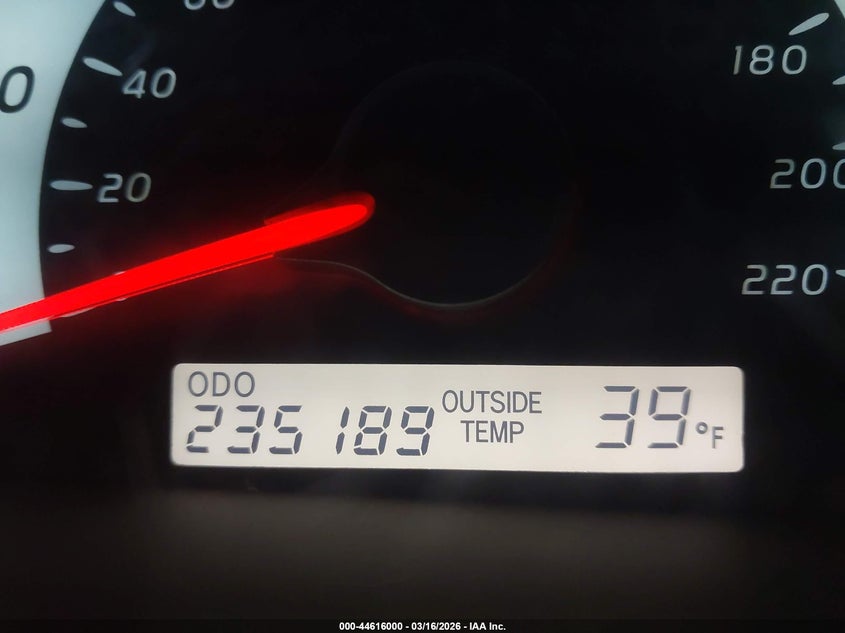 40
20
180
200
220
ODO
235189
OUTSIDE
TEMP
39°F
000-44616000 - 03/16/2026 - IAA Inc.